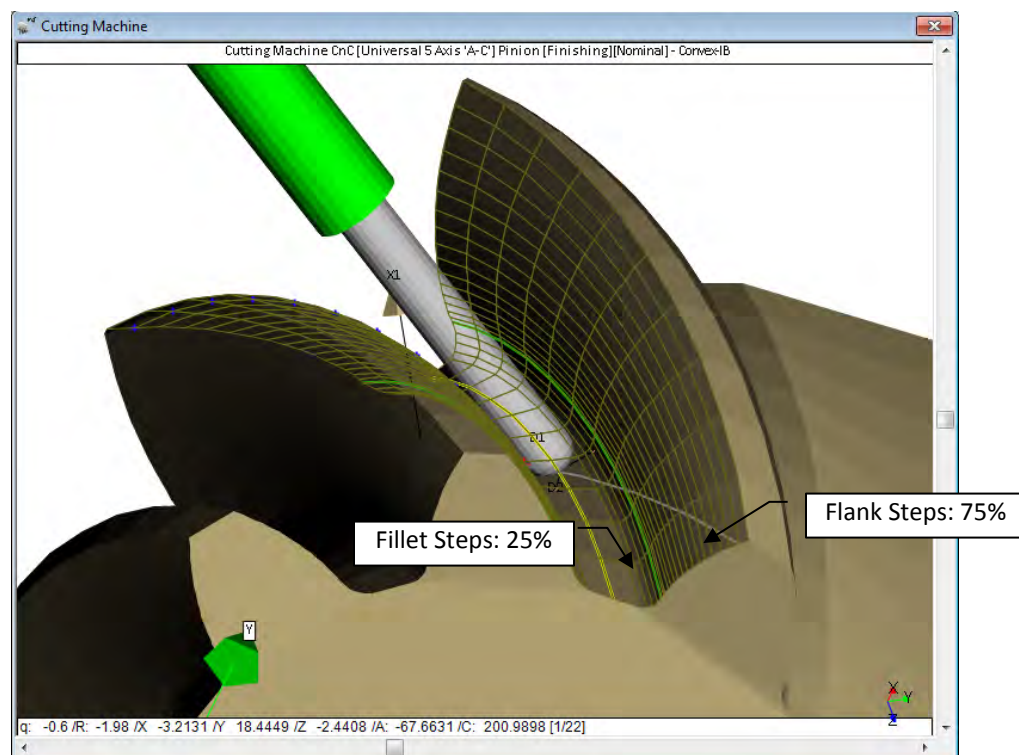 Cutting Machine
Cutting Machine CnC [Universal 5 Axis 'A-C'] Pinion [Finishing][Nominal] - Convex-IB
X1
D1
D2
Flank Steps: 75%
Fillet Steps: 25%
Y
X
Y
Z
q: -0.6 /R: -1.98 /X -3.2131 /Y 18.4449 /Z -2.4408 /A: -67.6631 /C: 200.9898 [1/22]